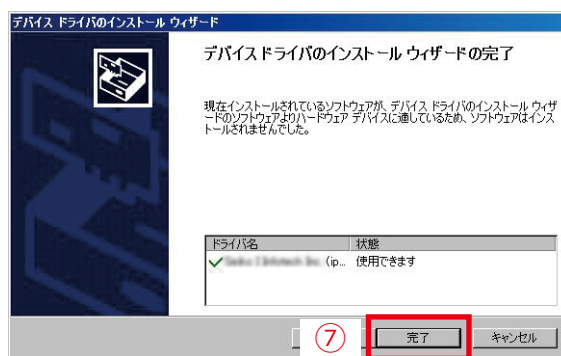 デバイス ドライバのインストール ウィザード
デバイス ドライバのインストール ウィザードの完了
現在インストールされているソフトウェアが、デバイス ドライバのインストール ウィザ
ードのソフトウェアよりハードウェア デバイスに適しているため、ソフトウェアはインス
トールされませんでした。
ドライバ名 状態
(ip... 使用できます
⑦ 完了 キャンセル